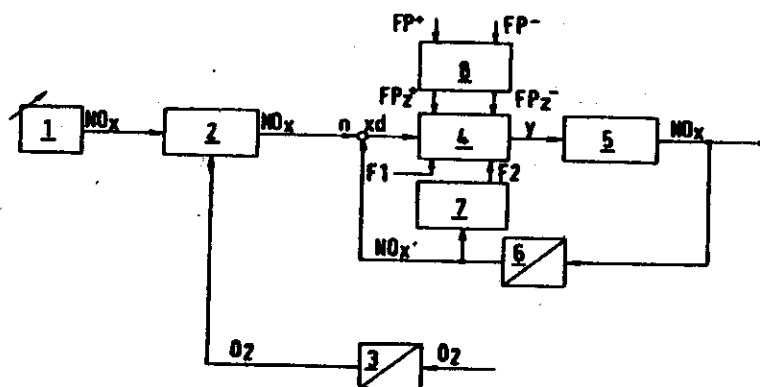 FP+ FP-
8
FPz+ FPz-
1 NOx 2 NOx n xd 4 y 5 NOx
F1 F2
7
NOx' 6
O2 3 O2